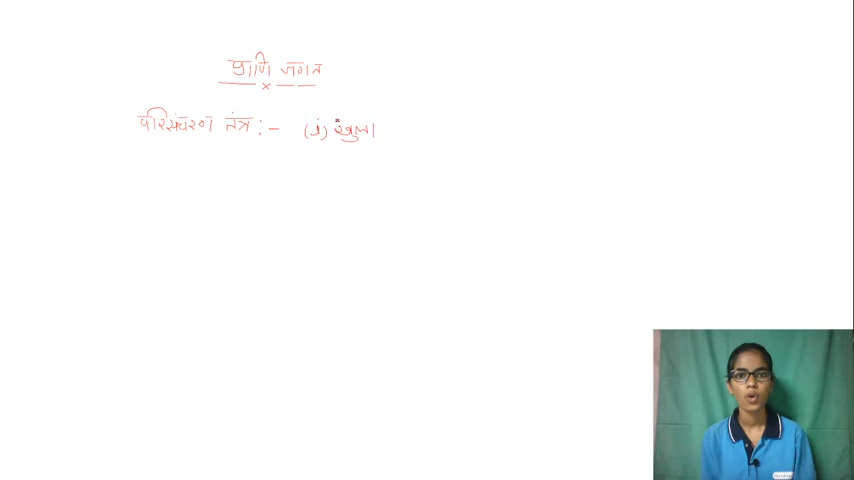 प्राणि जगत
परिसंचरण तंत्र :- (i) खुला